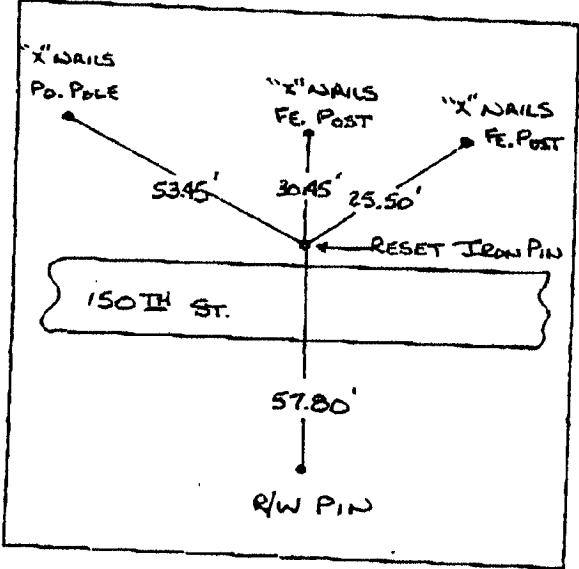 "X" NAILS
PO. POLE
"X" NAILS
FE. POST
"X" NAILS
FE. POST
53.45'
30.45'
25.50'
RESET IRON PIN
150TH ST.
57.80'
R/W PIN